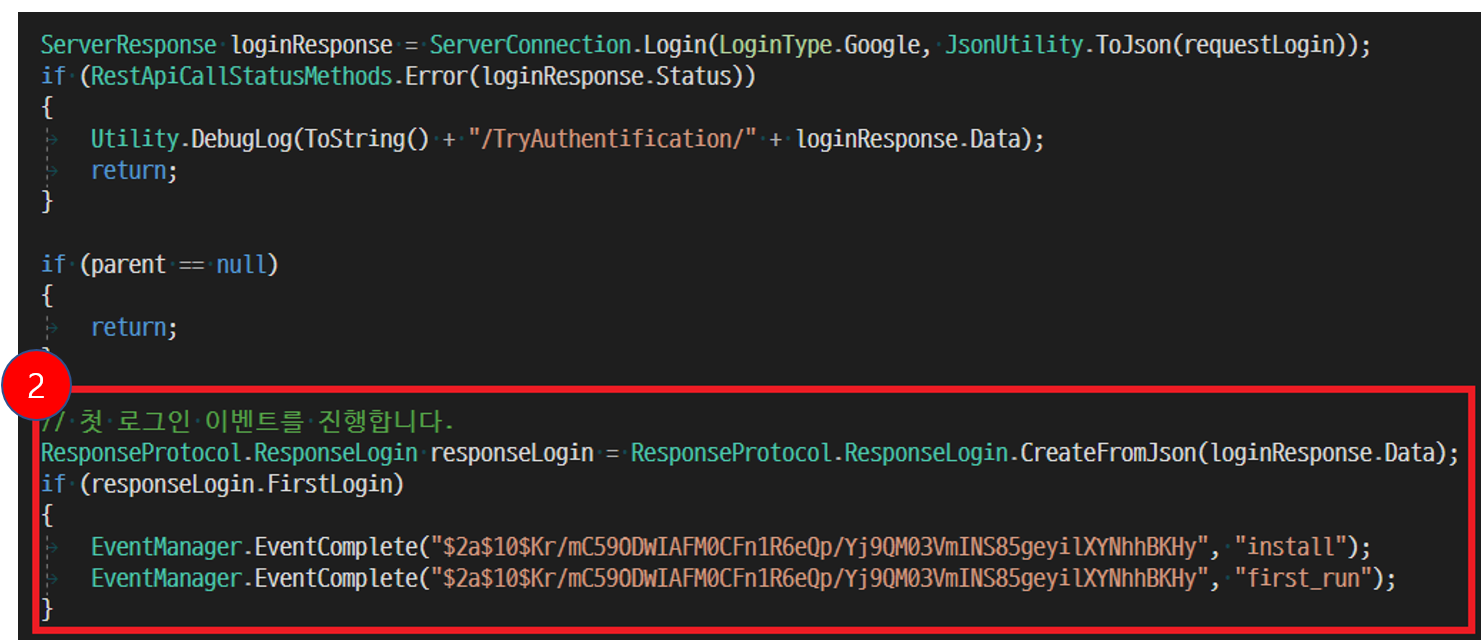 ServerResponse loginResponse = ServerConnection.Login(LoginType.Google, JsonUtility.ToJson(requestLogin));
if (RestApiCallStatusMethods.Error(loginResponse.Status))
{
Utility.DebugLog(ToString() + "/TryAuthentification/" + loginResponse.Data);
return;
}
if (parent == null)
{
return;
}
2
// 첫 로그인 이벤트를 진행합니다.
ResponseProtocol.ResponseLogin responseLogin = ResponseProtocol.ResponseLogin.CreateFromJson(loginResponse.Data);
if (responseLogin.FirstLogin)
{
EventManager.EventComplete("$2a$10$Kr/mC59ODWIAFM0CFn1R6eQp/Yj9QM03VmINS85geyilXYNhhBKHy", "install");
EventManager.EventComplete("$2a$10$Kr/mC59ODWIAFM0CFn1R6eQp/Yj9QM03VmINS85geyilXYNhhBKHy", "first_run");
}